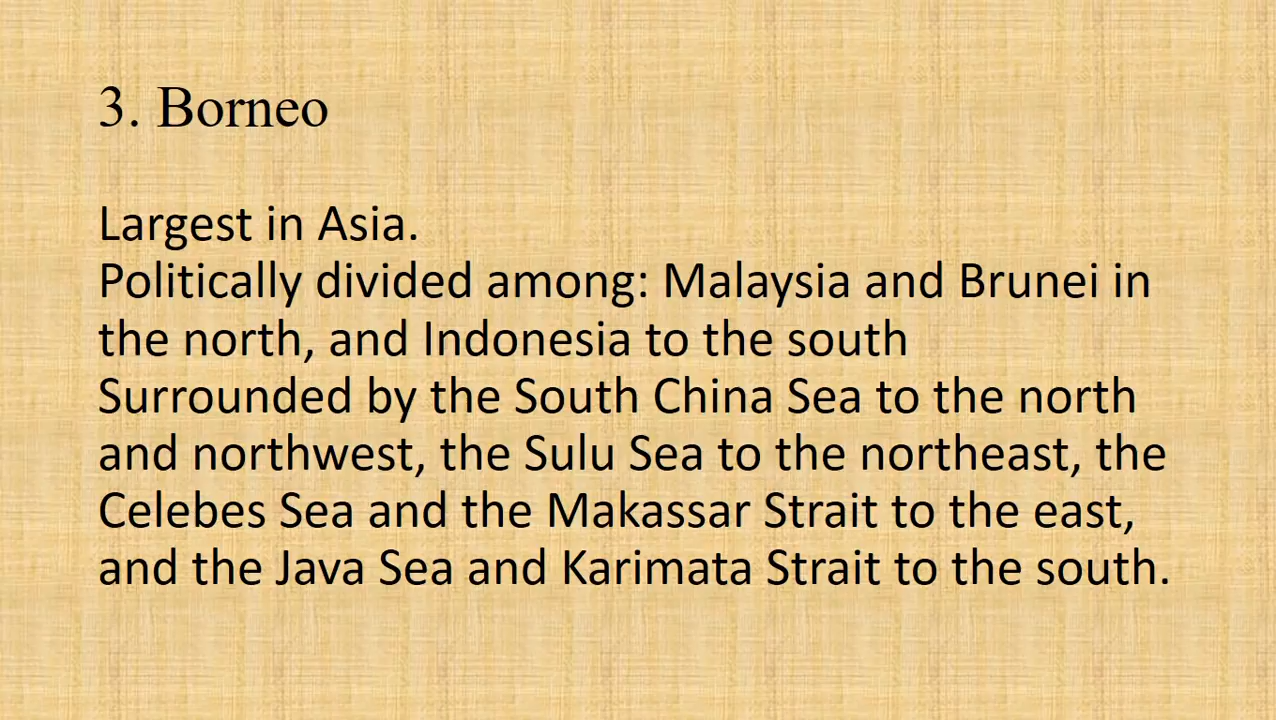 3. Borneo
Largest in Asia.
Politically divided among: Malaysia and Brunei in
the north, and Indonesia to the south
Surrounded by the South China Sea to the north
and northwest, the Sulu Sea to the northeast, the
Celebes Sea and the Makassar Strait to the east,
and the Java Sea and Karimata Strait to the south.